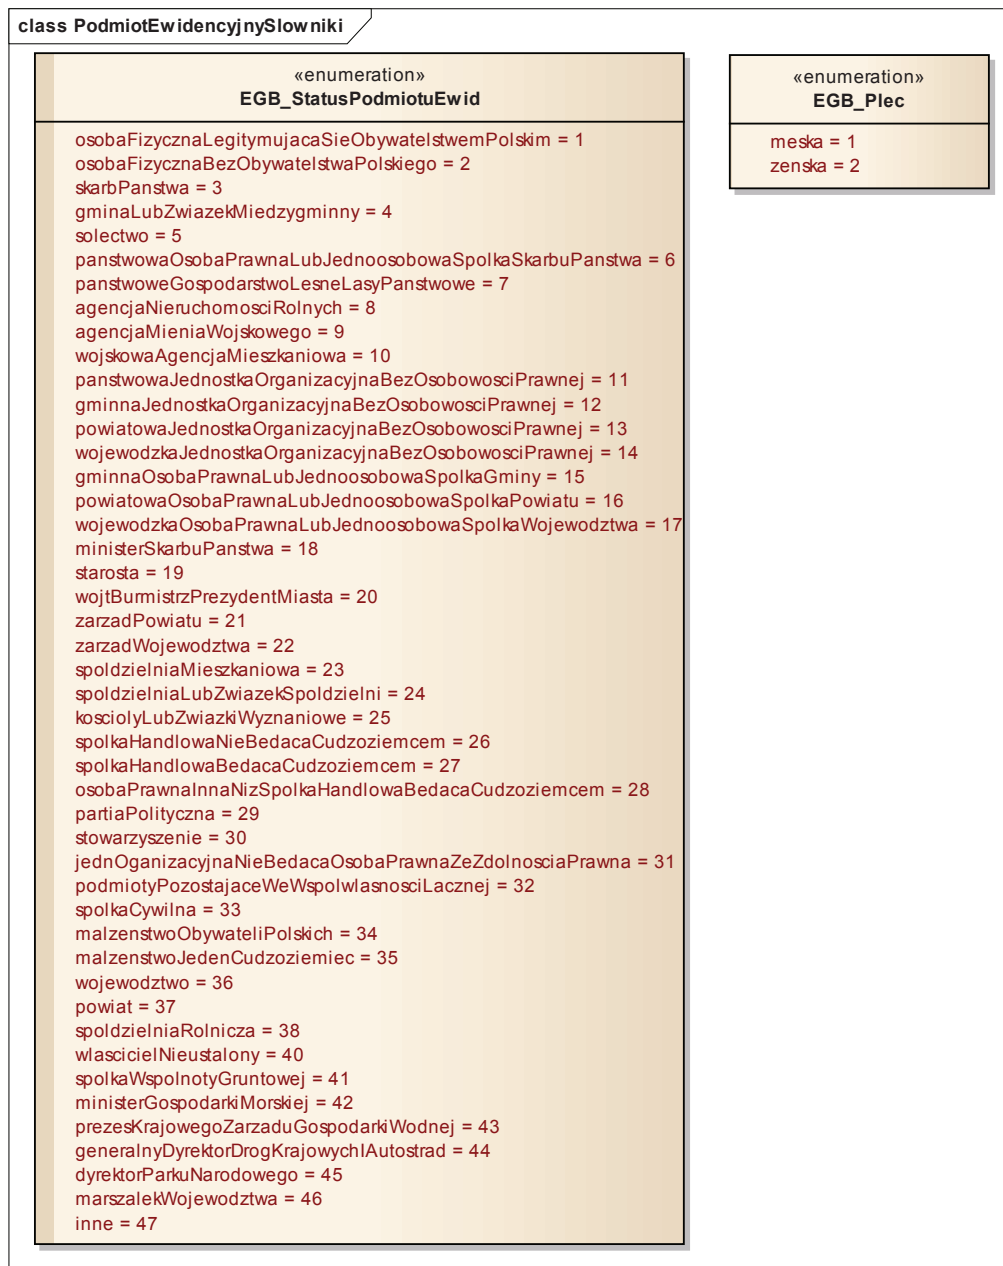 class PodmiotEwidencyjnySlowniki
«enumeration»
EGB_StatusPodmiotuEwid
osobaFizycznaLegitymujacaSieObywatelstwemPolskim = 1
osobaFizycznaBezObywatelstwaPolskiego = 2
skarbPanstwa = 3
gminaLubZwiazekMiedzygminny = 4
solectwo = 5
panstwowaOsobaPrawnaLubJednoosobowaSpolkaSkarbuPanstwa = 6
panstwoweGospodarstwoLesneLasyPanstwowe = 7
agencjaNieruchomosciRolnych = 8
agencjaMieniaWojskowego = 9
wojskowaAgencjaMieszkaniowa = 10
panstwowaJednostkaOrganizacyjnaBezOsobowosciPrawnej = 11
gminnaJednostkaOrganizacyjnaBezOsobowosciPrawnej = 12
powiatowaJednostkaOrganizacyjnaBezOsobowosciPrawnej = 13
wojewodzkaJednostkaOrganizacyjnaBezOsobowosciPrawnej = 14
gminnaOsobaPrawnaLubJednoosobowaSpolkaGminy = 15
powiatowaOsobaPrawnaLubJednoosobowaSpolkaPowiatu = 16
wojewodzkaOsobaPrawnaLubJednoosobowaSpolkaWojewodztwa = 17
ministerSkarbuPanstwa = 18
starosta = 19
wojtBurmistrzPrezydentMiasta = 20
zarzadPowiatu = 21
zarzadWojewodztwa = 22
spoldzielniaMieszkaniowa = 23
spoldzielniaLubZwiazekSpoldzielni = 24
kosciolyLubZwiazkiWyznaniowe = 25
spolkaHandlowaNieBedacaCudzoziemcem = 26
spolkaHandlowaBedacaCudzoziemcem = 27
osobaPrawnaInnaNizSpolkaHandlowaBedacaCudzoziemcem = 28
partiaPolityczna = 29
stowarzyszenie = 30
jednOganizacyjnaNieBedacaOsobaPrawnaZeZdolnosciaPrawna = 31
podmiotyPozostajaceWeWspolwlasnosciLacznej = 32
spolkaCywilna = 33
malzenstwoObywateliPolskich = 34
malzenstwoJedenCudzoziemiec = 35
wojewodztwo = 36
powiat = 37
spoldzielniaRolnicza = 38
wlascicielNieustalony = 40
spolkaWspolnotyGruntowej = 41
ministerGospodarkiMorskiej = 42
prezesKrajowegoZarzaduGospodarkiWodnej = 43
generalnyDyrektorDrogKrajowychIAutostrad = 44
dyrektorParkuNarodowego = 45
marszalekWojewodztwa = 46
inne = 47
«enumeration»
EGB_Plec
meska = 1
zenska = 2